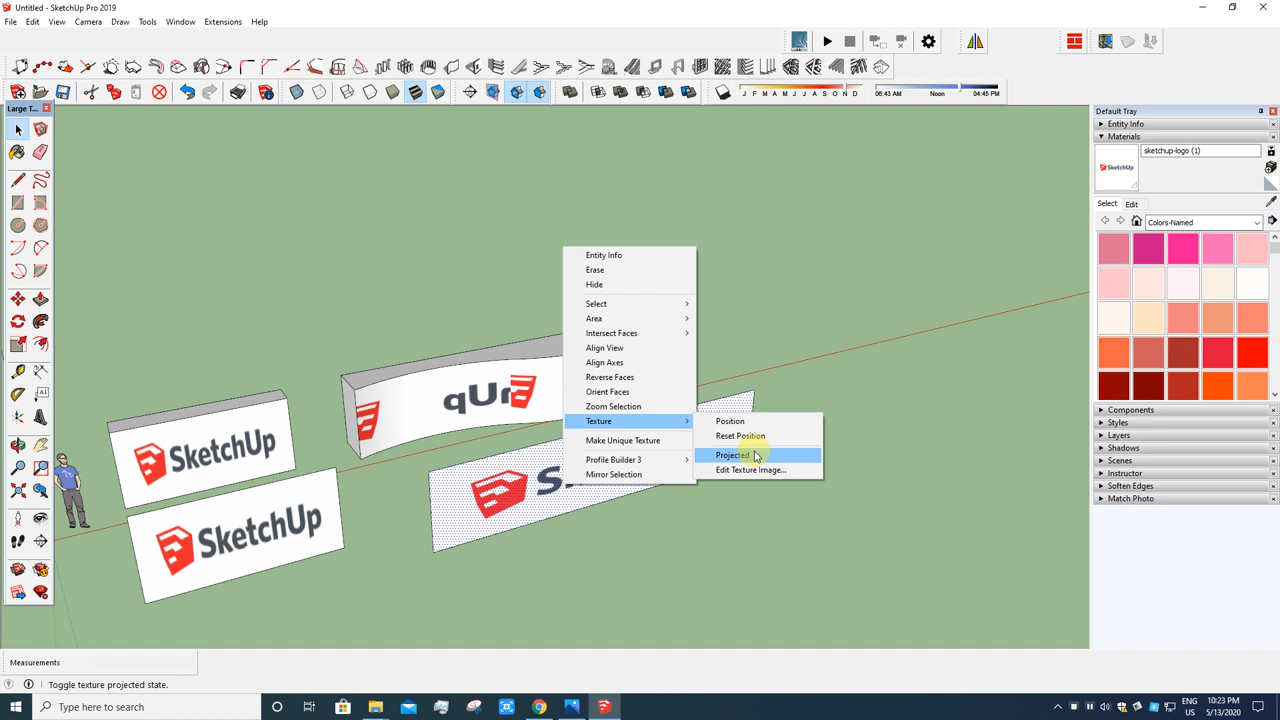 Untitled - SketchUp Pro 2019
File Edit View Camera Draw Tools Window Extensions Help
J F M A M J J A S O N D
06:43 AM Noon 04:45 PM
Large T...
Default Tray
Entity Info
Materials
sketchup-logo (1)
SketchUp
Select Edit
Colors-Named
Entity Info
Erase
Hide
Select
Area
Intersect Faces
Align View
Align Axes
Reverse Faces
Orient Faces
Zoom Selection
Texture
Make Unique Texture
Profile Builder 3
Mirror Selection
Position
Reset Position
Projected
Edit Texture Image...
SketchUp
SketchUp
Components
Styles
Layers
Shadows
Scenes
Instructor
Soften Edges
Match Photo
Measurements
Toggle texture projected state.
Type here to search
ENG
US
10:23 PM
5/13/2020